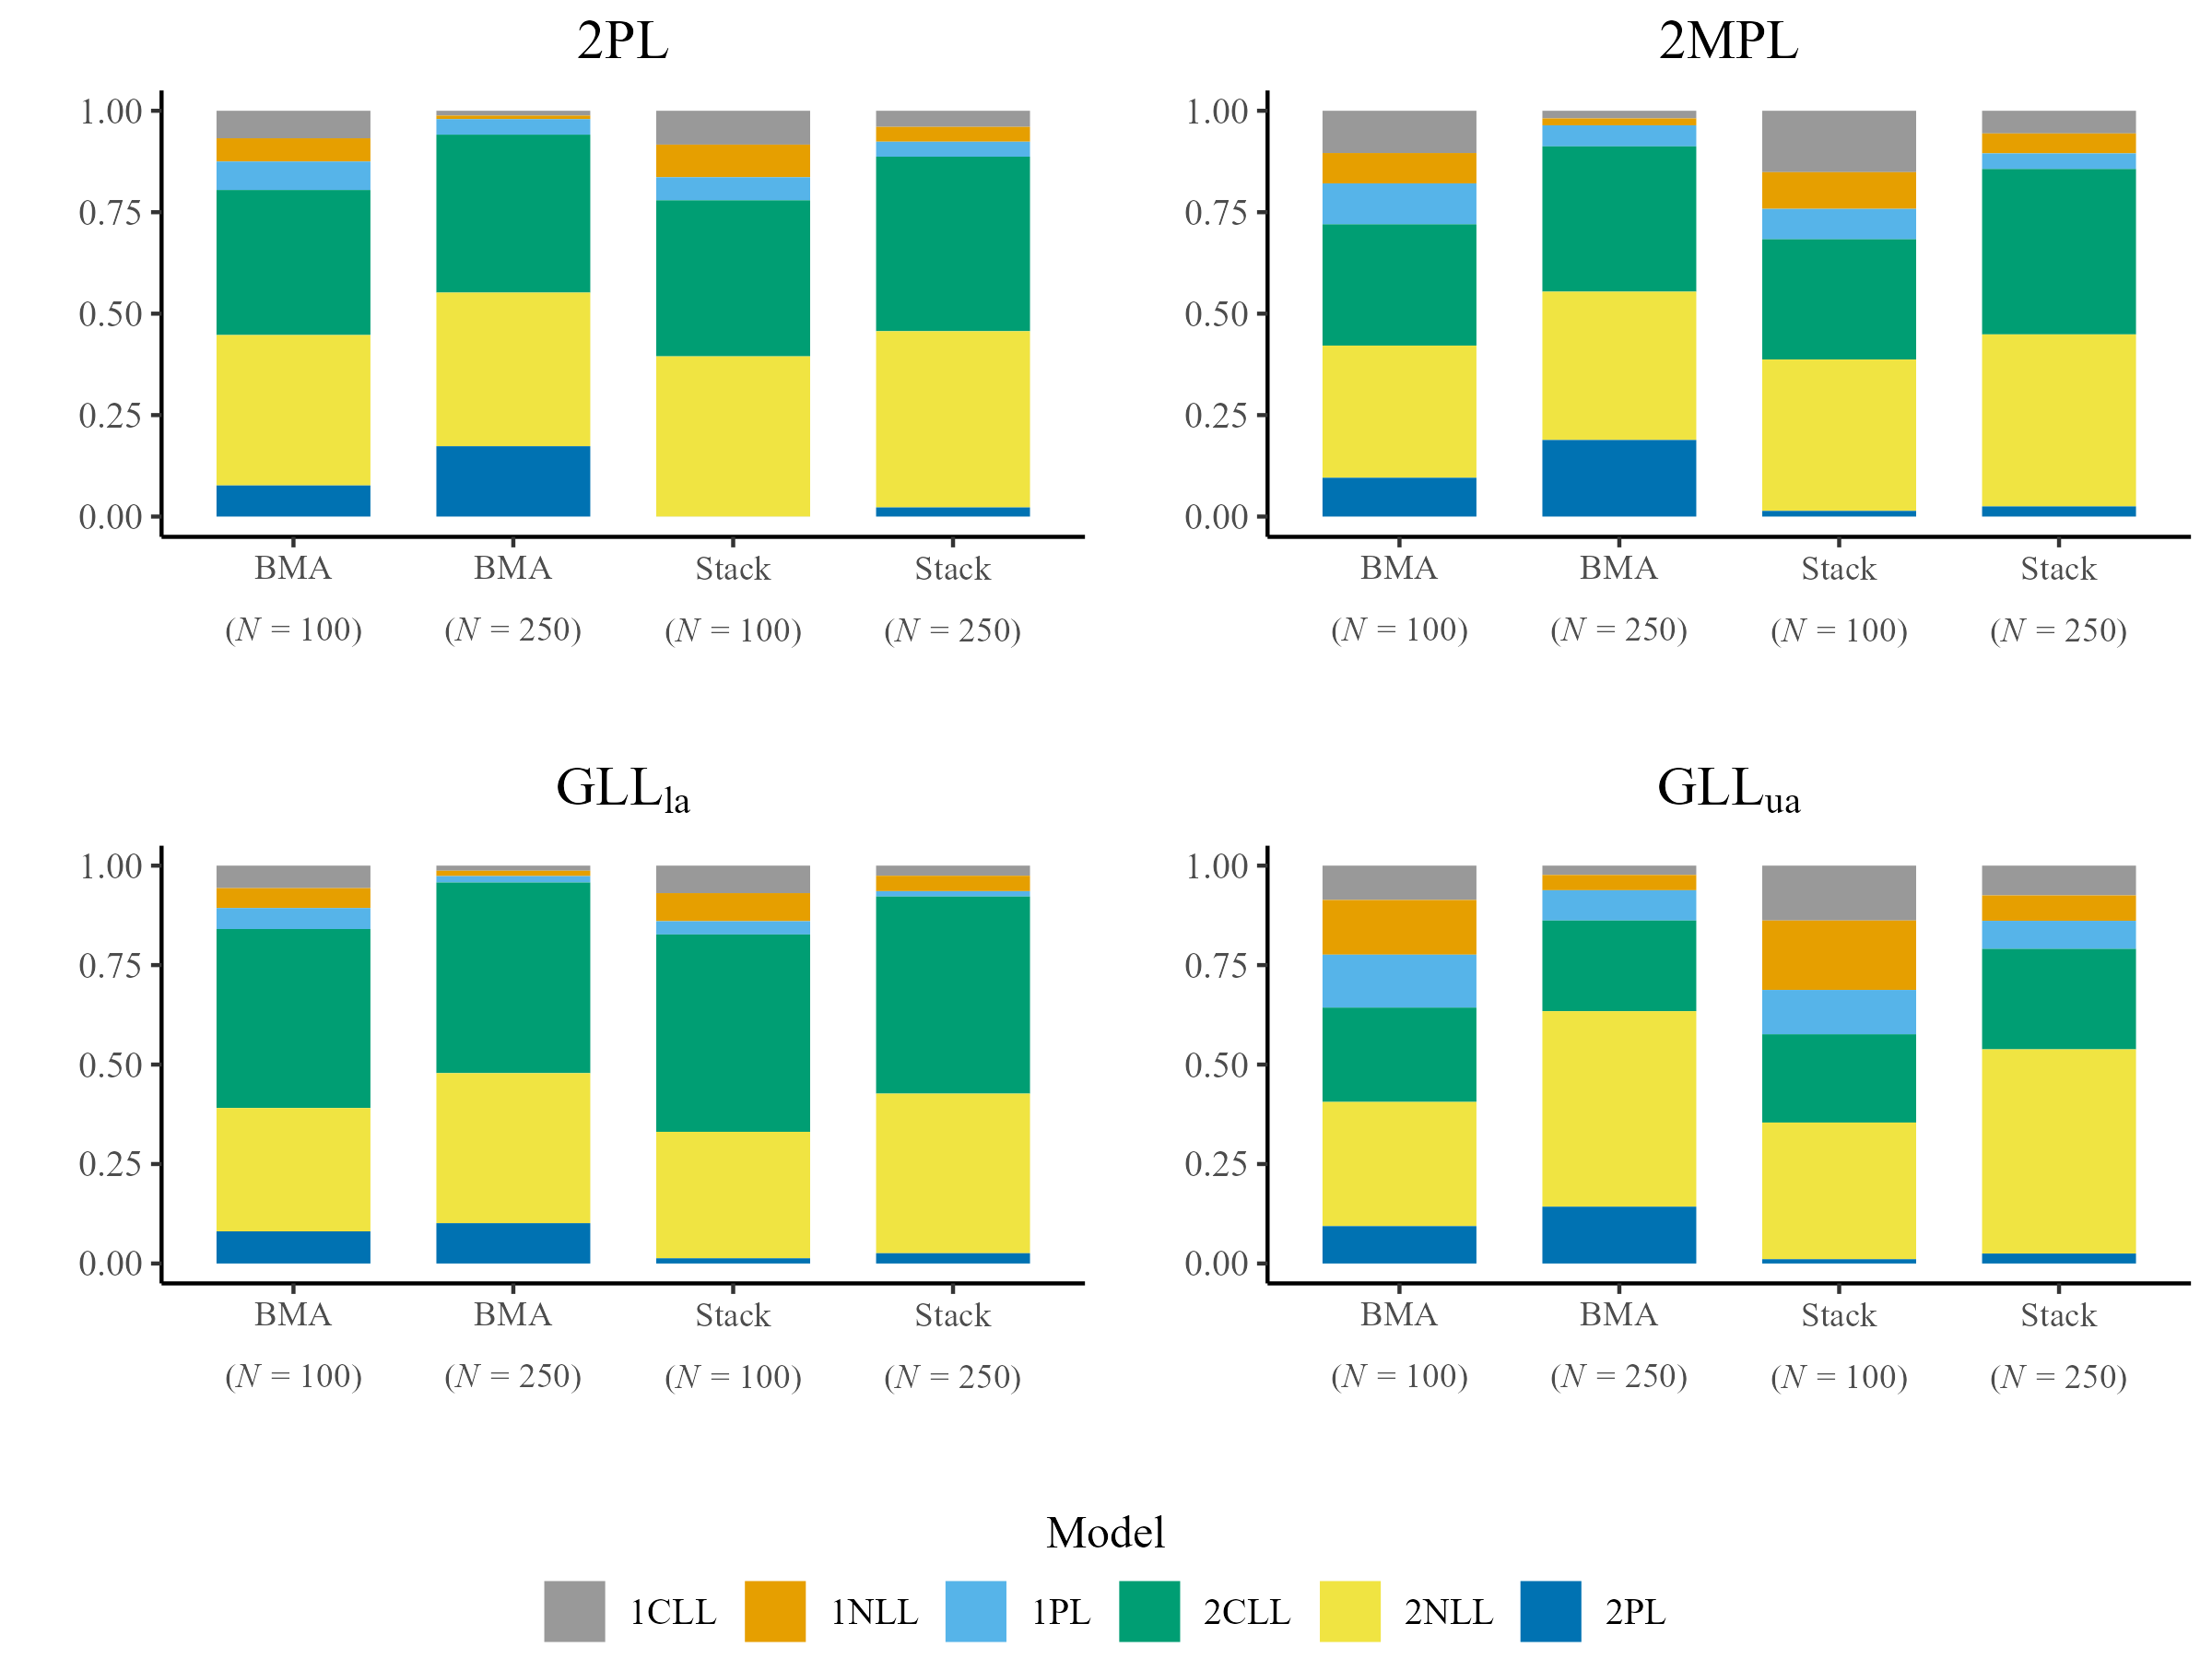 2PL
1.00
0.75
0.50
0.25
0.00
BMA BMA Stack Stack
(N = 100) (N = 250) (N = 100) (N = 250)
2MPL
1.00
0.75
0.50
0.25
0.00
BMA BMA Stack Stack
(N = 100) (N = 250) (N = 100) (N = 250)
GLLla
1.00
0.75
0.50
0.25
0.00
BMA BMA Stack Stack
(N = 100) (N = 250) (N = 100) (N = 250)
GLLua
1.00
0.75
0.50
0.25
0.00
BMA BMA Stack Stack
(N = 100) (N = 250) (N = 100) (N = 250)
Model
1CLL 1NLL 1PL 2CLL 2NLL 2PL